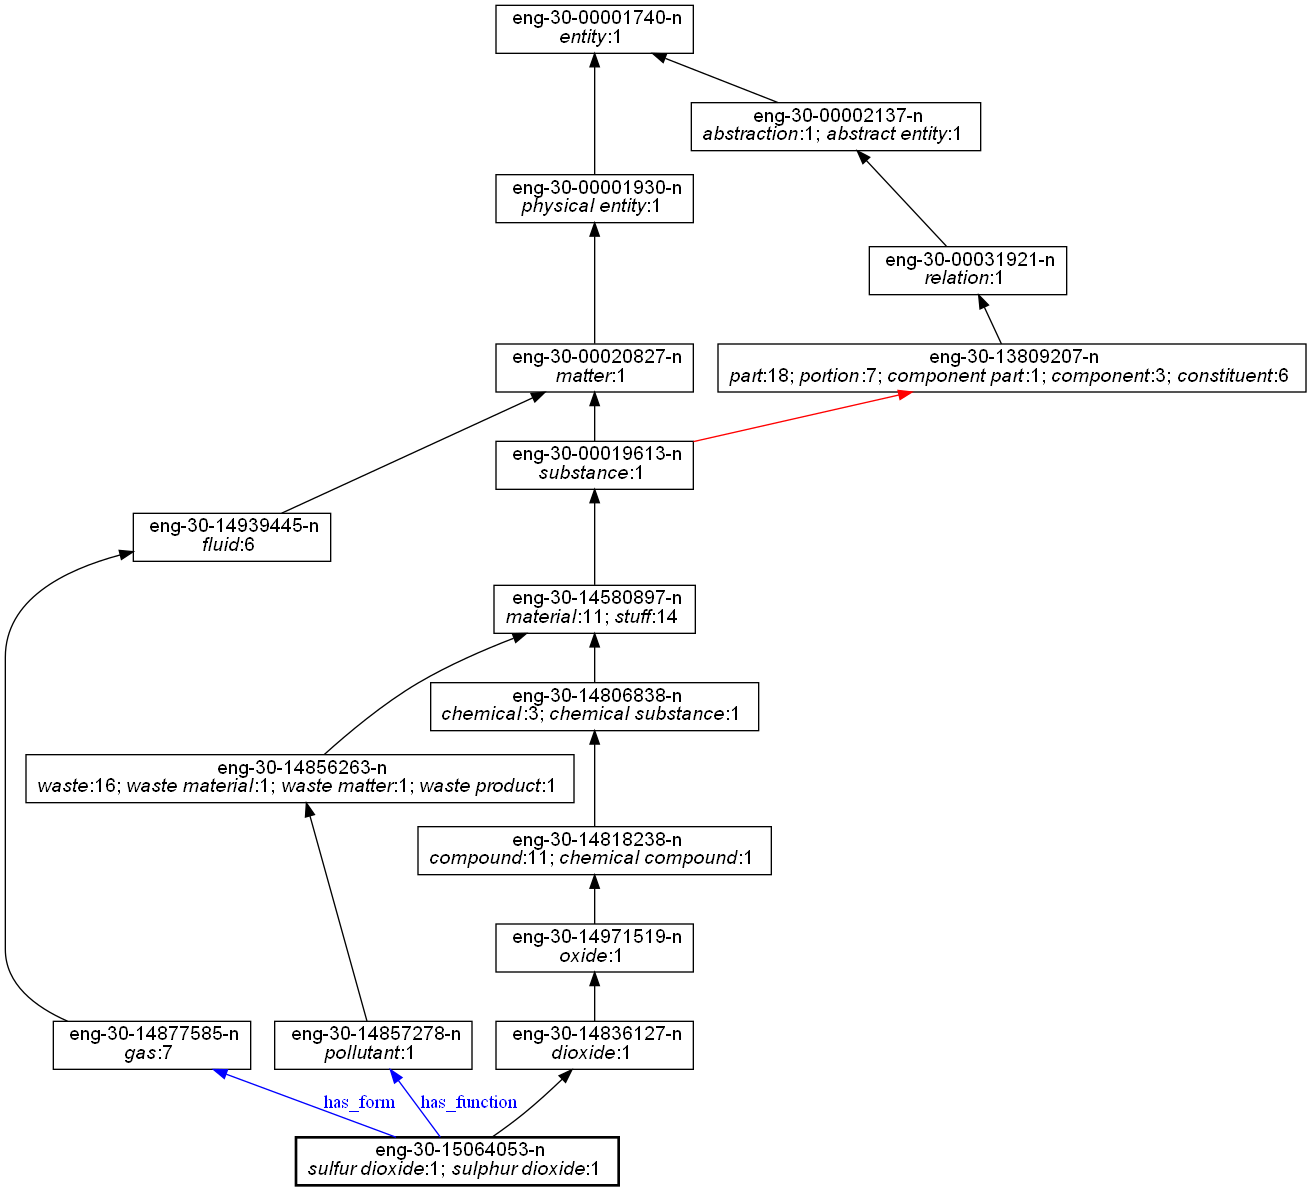 eng-30-00001740-n
entity:1
eng-30-00002137-n
abstraction:1; abstract entity:1
eng-30-00001930-n
physical entity:1
eng-30-00031921-n
relation:1
eng-30-00020827-n
matter:1
eng-30-13809207-n
part:18; portion:7; component part:1; component:3; constituent:6
eng-30-00019613-n
substance:1
eng-30-14939445-n
fluid:6
eng-30-14580897-n
material:11; stuff:14
eng-30-14806838-n
chemical:3; chemical substance:1
eng-30-14856263-n
waste:16; waste material:1; waste matter:1; waste product:1
eng-30-14818238-n
compound:11; chemical compound:1
eng-30-14971519-n
oxide:1
eng-30-14877585-n
gas:7
eng-30-14857278-n
pollutant:1
eng-30-14836127-n
dioxide:1
has_form
has_function
eng-30-15064053-n
sulfur dioxide:1; sulphur dioxide:1